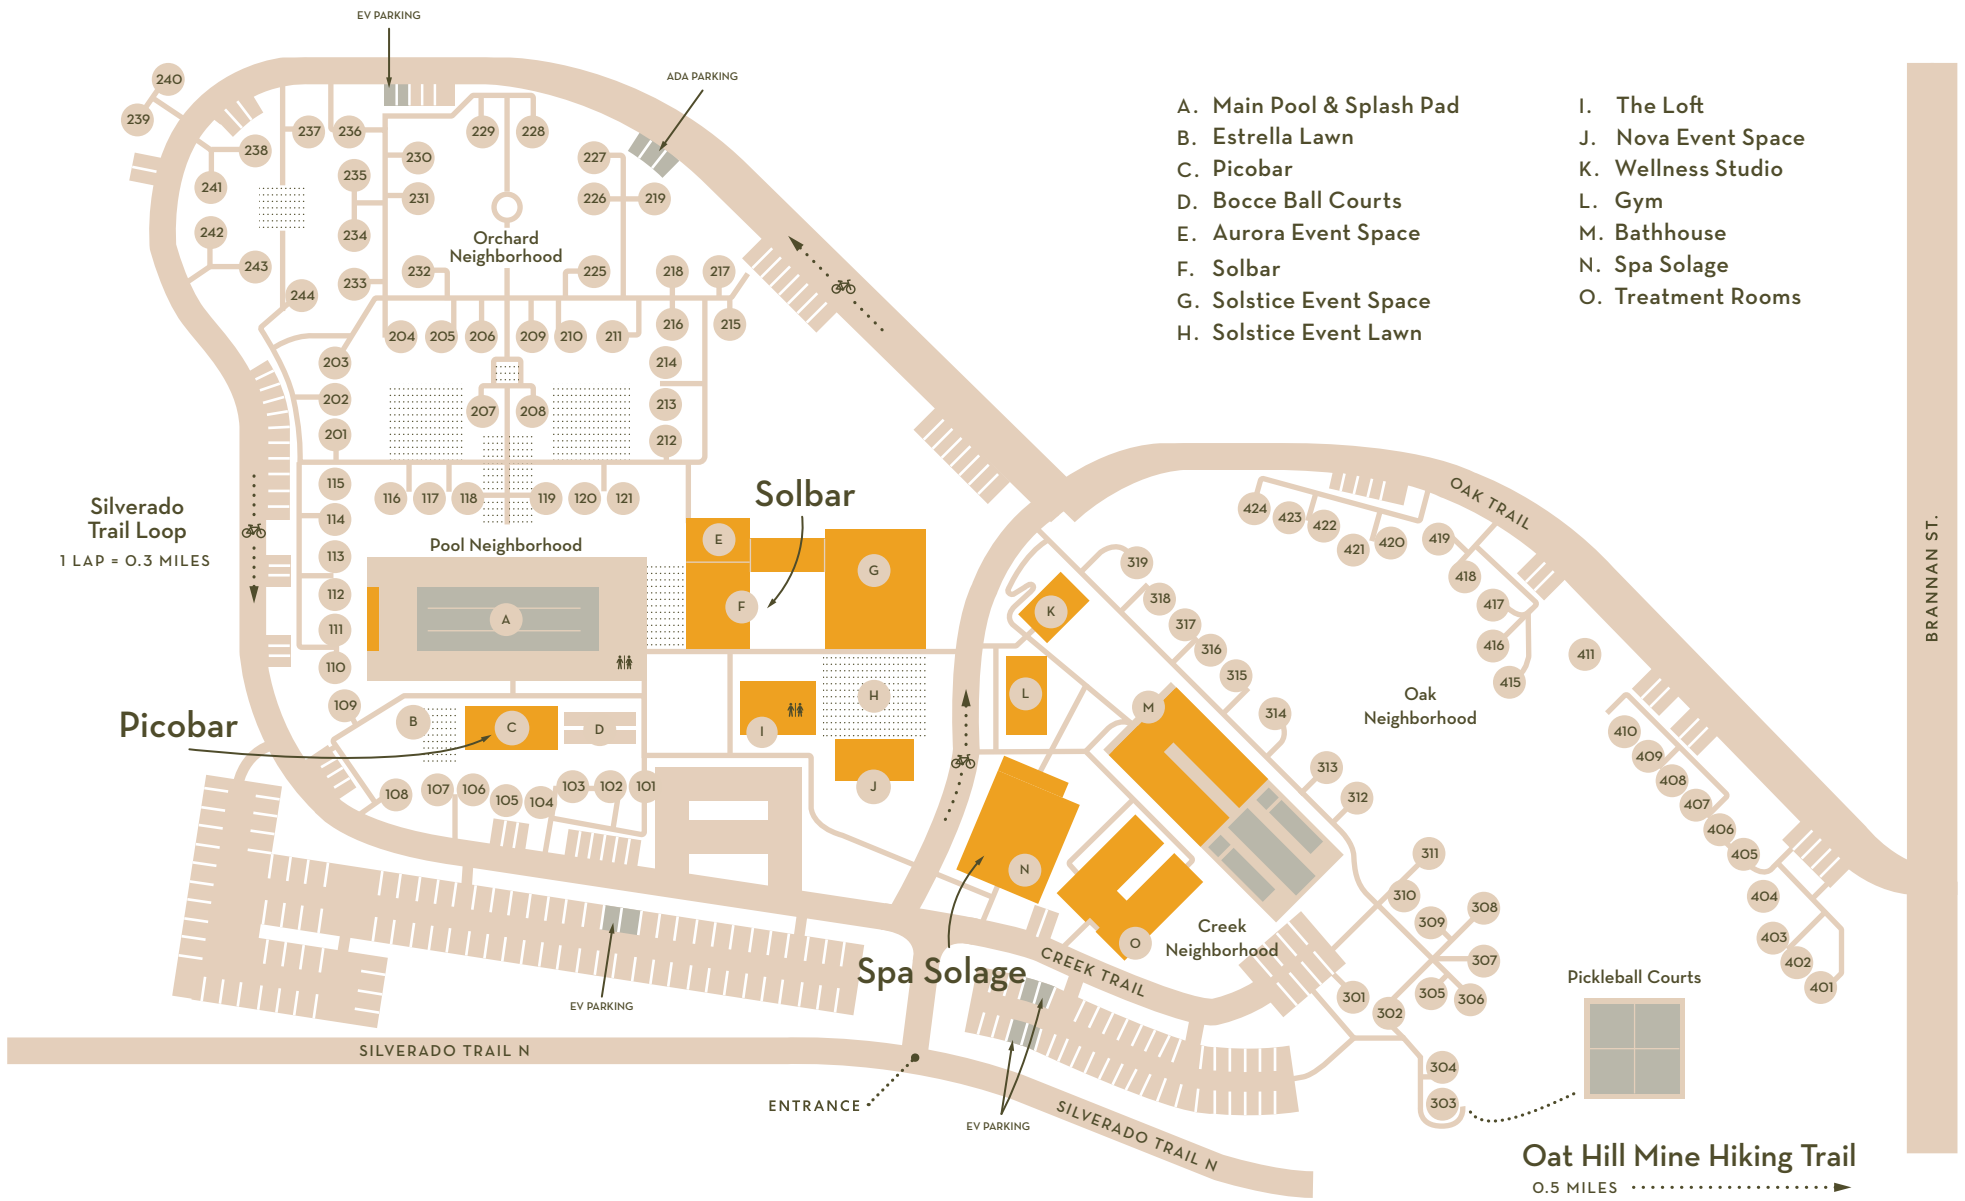 EV PARKING
ADA PARKING
A. Main Pool & Splash Pad
B. Estrella Lawn
C. Picobar
D. Bocce Ball Courts
E. Aurora Event Space
F. Solbar
G. Solstice Event Space
H. Solstice Event Lawn
I. The Loft
J. Nova Event Space
K. Wellness Studio
L. Gym
M. Bathhouse
N. Spa Solage
O. Treatment Rooms
240
239
238
237
236
229
228
241
235
230
227
231
234
226
219
242
243
Orchard
Neighborhood
244
233
232
225
218
217
204
205
206
209
210
211
216
215
203
214
202
207
208
213
201
212
115
116
117
118
119
120
121
114
113
112
111
110
109
Silverado
Trail Loop
1 LAP = 0.3 MILES
Pool Neighborhood
Solbar
A
E
F
G
H
I
J
B
C
D
Picobar
108
107
106
105
104
103
102
101
K
L
M
N
O
319
318
317
316
315
314
313
312
311
310
309
308
307
306
305
301
302
304
303
424
423
422
421
420
419
418
417
416
415
411
410
409
408
407
406
405
404
403
402
401
OAK TRAIL
BRANNAN ST.
Oak
Neighborhood
Creek
Neighborhood
Spa Solage
CREEK TRAIL
EV PARKING
Pickleball Courts
SILVERADO TRAIL N
ENTRANCE
EV PARKING
SILVERADO TRAIL N
Oat Hill Mine Hiking Trail
0.5 MILES